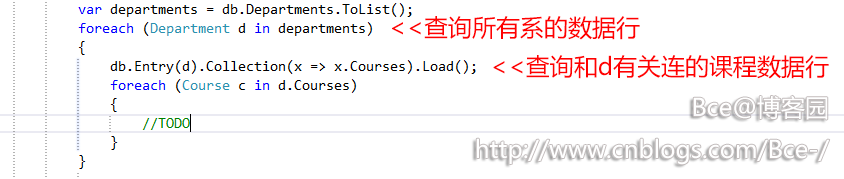 var departments = db.Departments.ToList();
foreach (Department d in departments) <<查询所有系的数据行
{
db.Entry(d).Collection(x => x.Courses).Load(); <<查询和d有关连的课程数据行
foreach (Course c in d.Courses)
{
//TODO
}
}
Bce@博客园
http://www.cnblogs.com/Bce-/